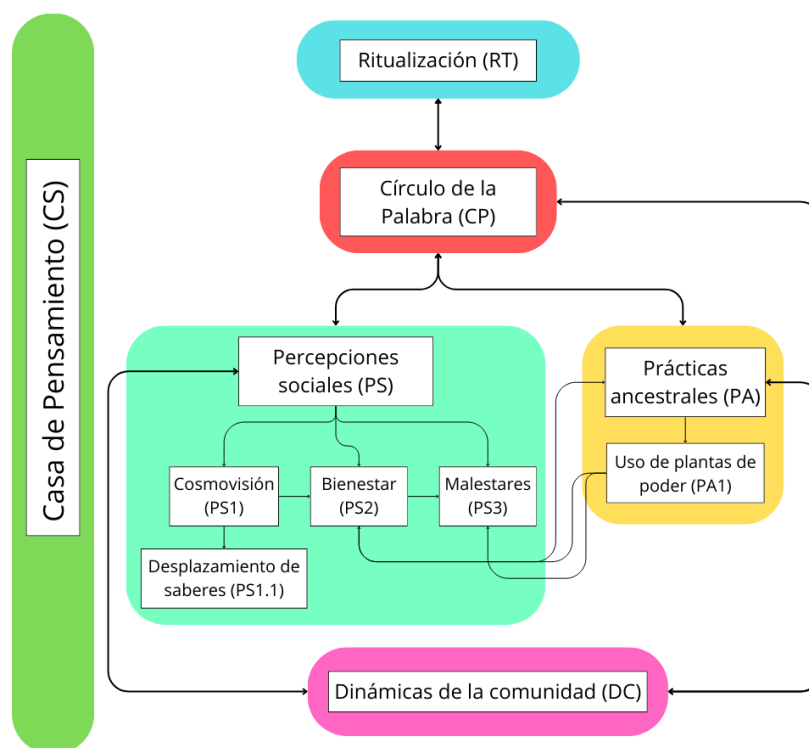 Casa de Pensamiento (CS)
Ritualización (RT)
Círculo de la
Palabra (CP)
Percepciones
sociales (PS)
Prácticas
ancestrales (PA)
Uso de plantas de
poder (PA1)
Cosmovisión
(PS1)
Bienestar
(PS2)
Malestares
(PS3)
Desplazamiento de
saberes (PS1.1)
Dinámicas de la comunidad (DC)